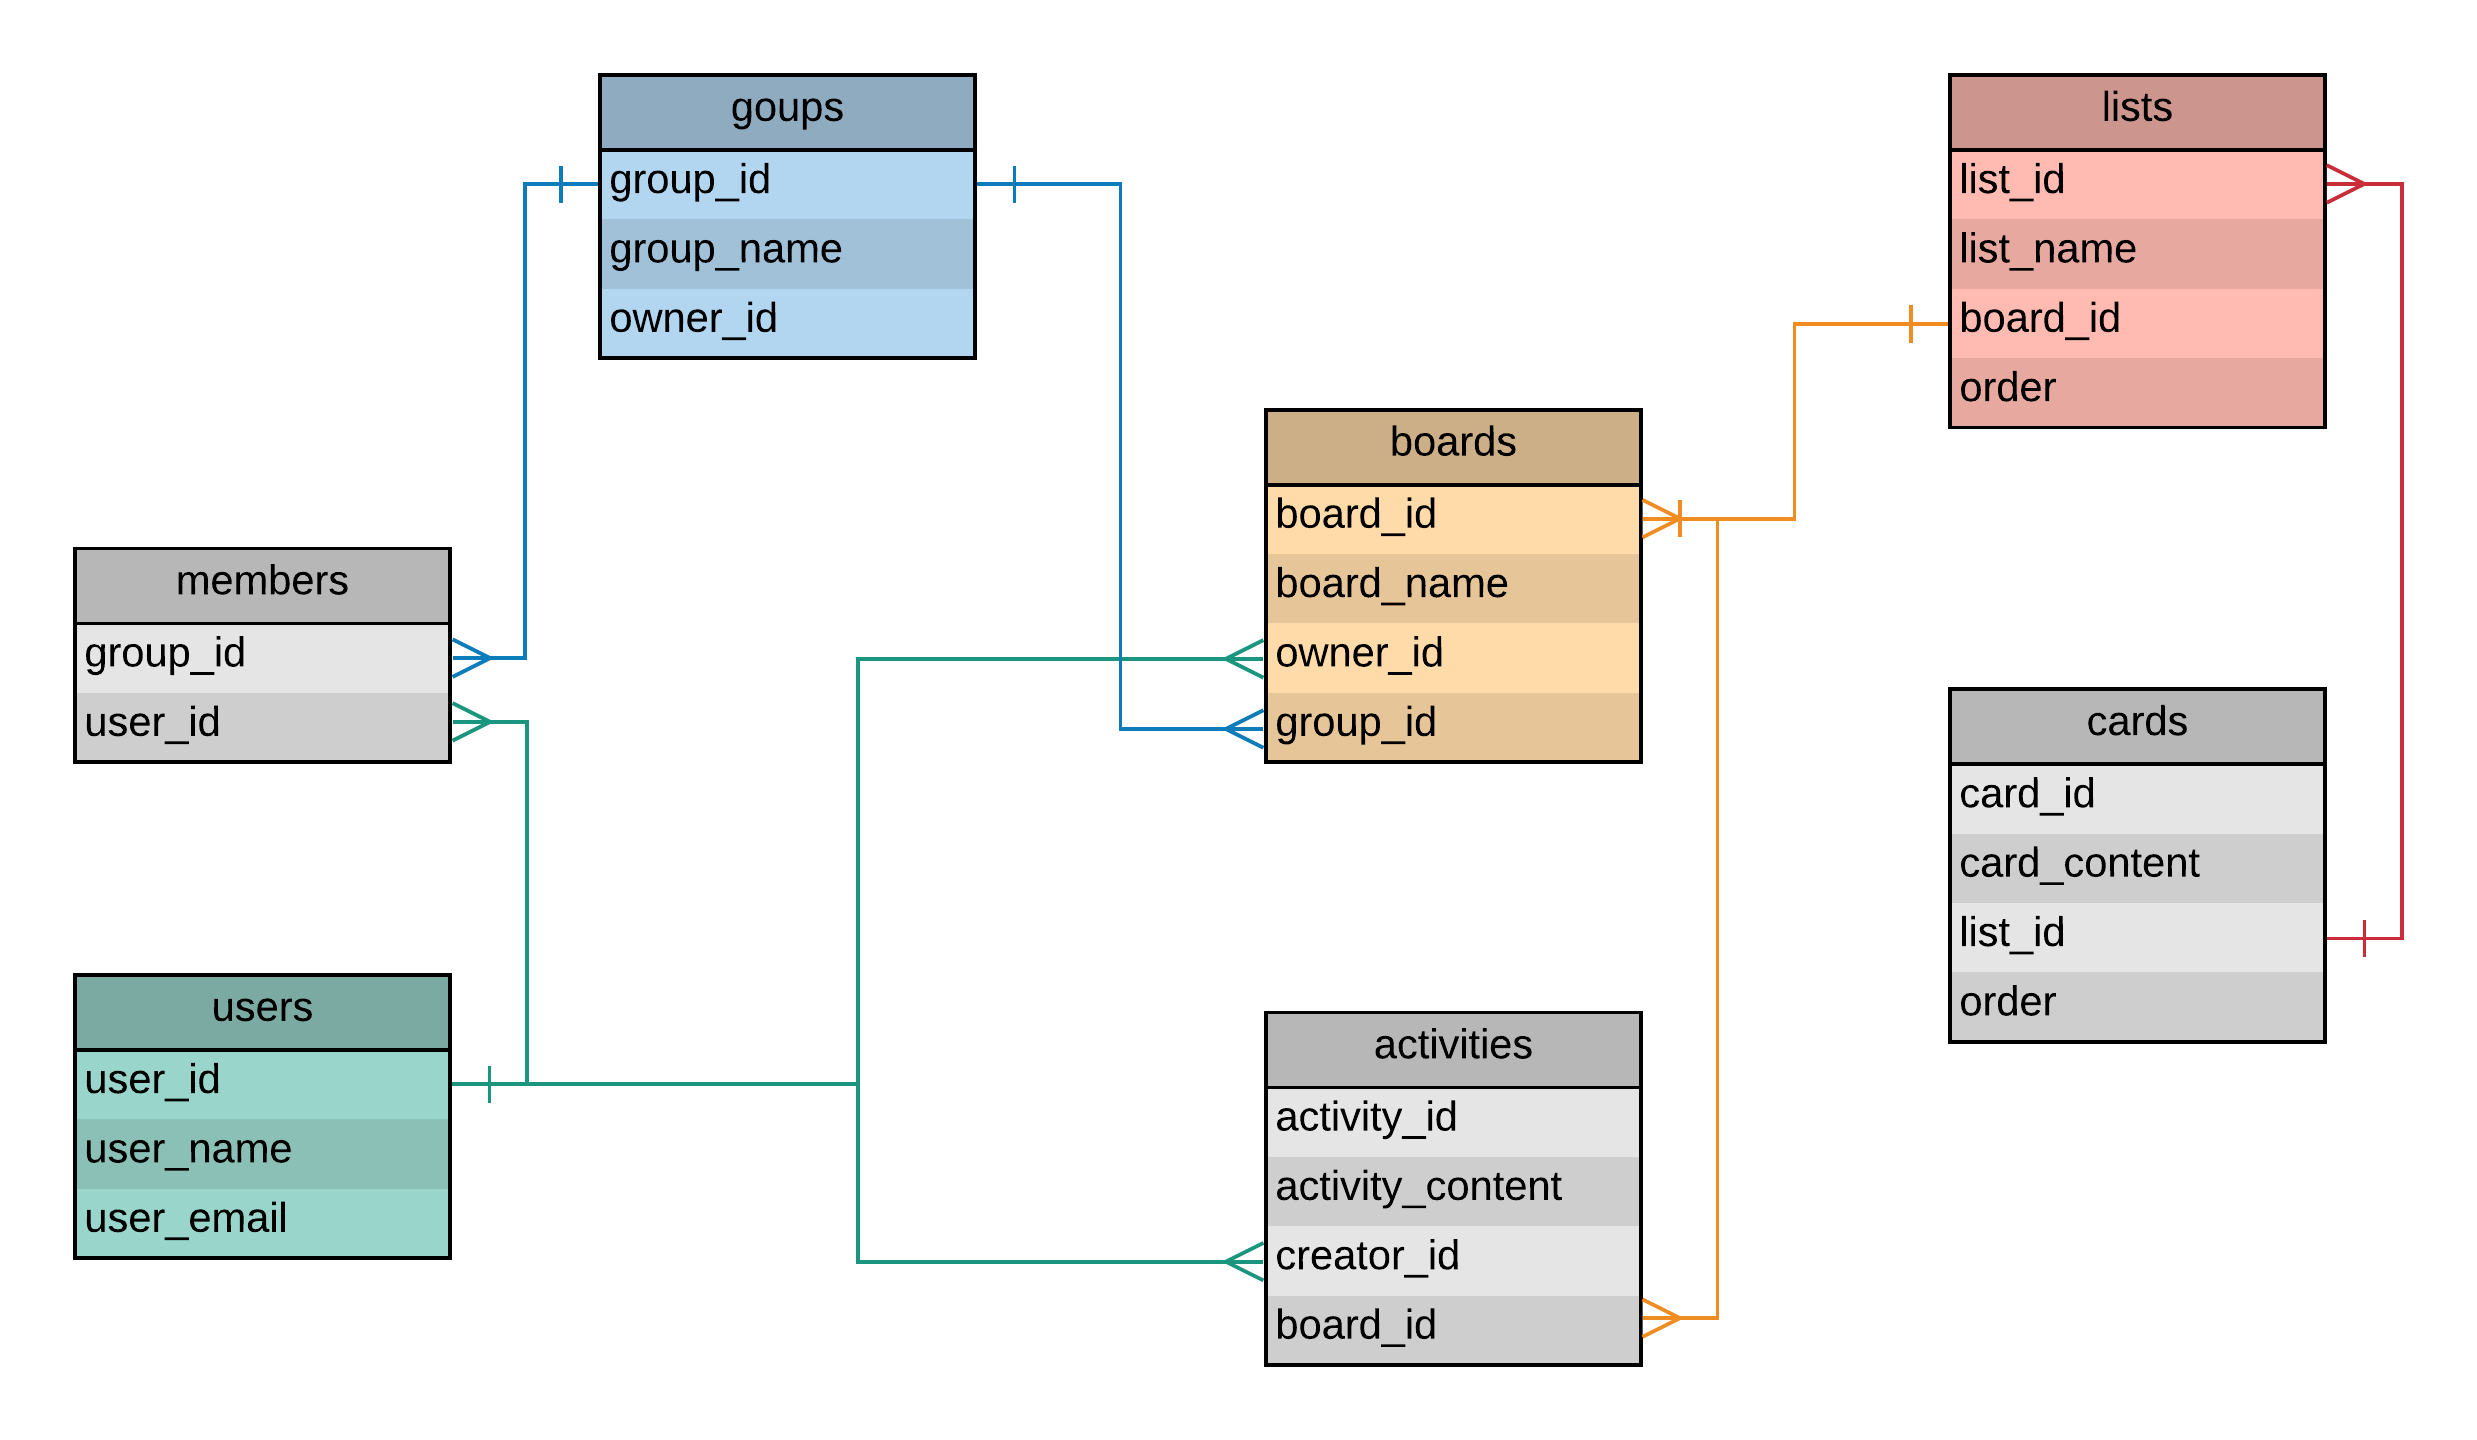 goups
group_id
group_name
owner_id
lists
list_id
list_name
board_id
order
boards
board_id
board_name
owner_id
group_id
members
group_id
user_id
cards
card_id
card_content
list_id
order
users
user_id
user_name
user_email
activities
activity_id
activity_content
creator_id
board_id